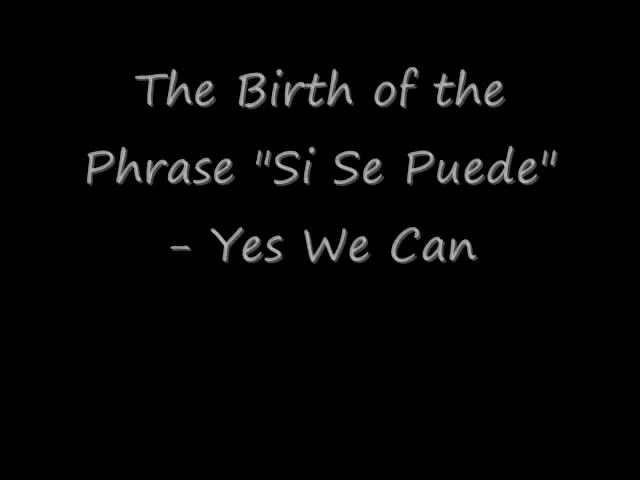 The Birth of the
Phrase "Si Se Puede"
- Yes We Can